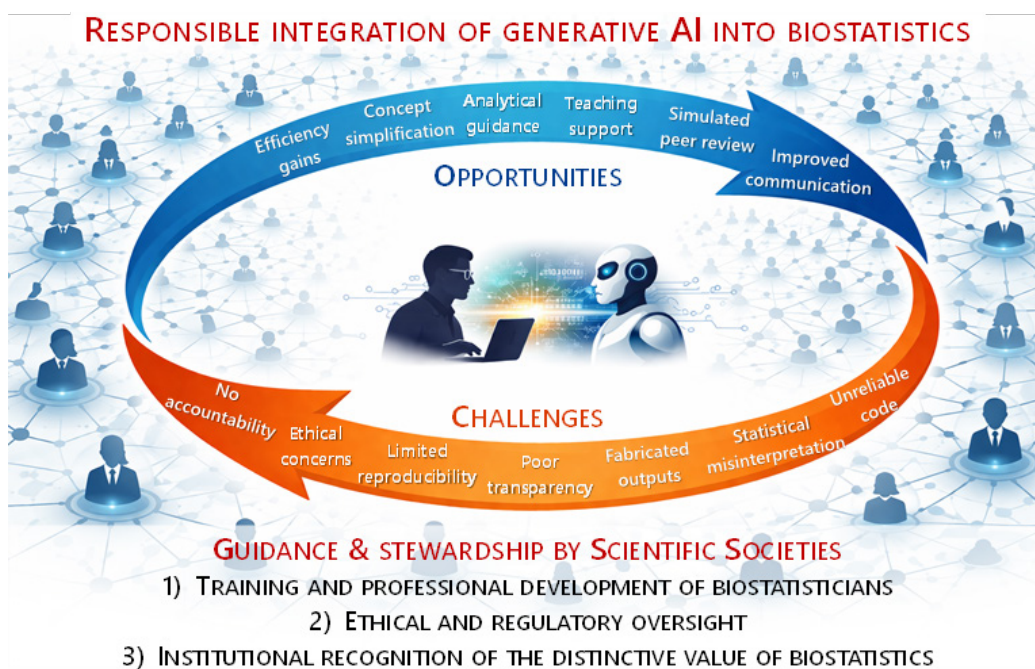 RESPONSIBLE INTEGRATION OF GENERATIVE AI INTO BIOSTATISTICS
Efficiency
gains
Concept
simplification
Analytical
guidance
Teaching
support
Simulated
peer review
Improved
communication
OPPORTUNITIES
CHALLENGES
No
accountability
Ethical
concerns
Limited
reproducibility
Poor
transparency
Fabricated
outputs
Statistical
misinterpretation
Unreliable
code
GUIDANCE & STEWARDSHIP BY SCIENTIFIC SOCIETIES
1) TRAINING AND PROFESSIONAL DEVELOPMENT OF BIOSTATISTICIANS
2) ETHICAL AND REGULATORY OVERSIGHT
3) INSTITUTIONAL RECOGNITION OF THE DISTINCTIVE VALUE OF BIOSTATISTICS